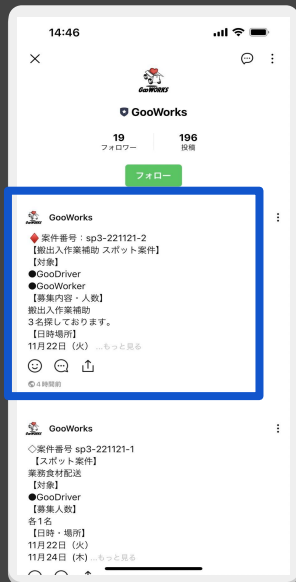 14:46
GooWORKS
GooWorks
19
フォロワー
196
投稿
フォロー
GooWorks
♦案件番号：sp3-221121-2
【搬出入作業補助 スポット案件】
【対象】
●GooDriver
●GooWorker
【募集内容・人数】
搬出入作業補助
3名探しております。
【日時場所】
11月22日（火） ...もっと見る
4時間前
GooWorks
◇案件番号 sp3-221121-1
【スポット案件】
業務食材配送
【対象】
●GooDriver
【募集人数】
各1名
【日時・場所】
11月22日（火）
11月24日（木) ...もっと見る